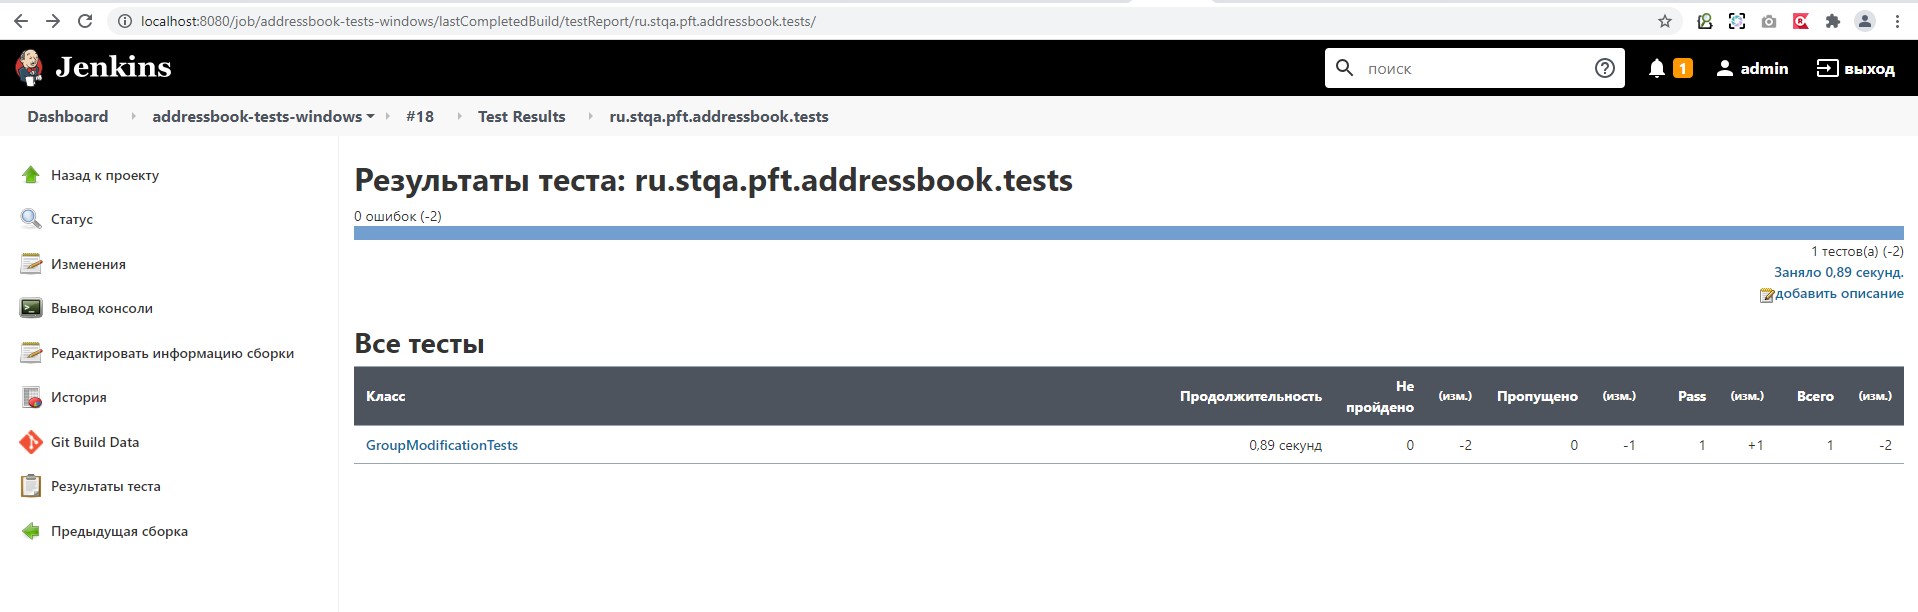 localhost:8080/job/addressbook-tests-windows/lastCompletedBuild/testReport/ru.stqa.pft.addressbook.tests/
Jenkins
поиск
1
admin
выход
Dashboard
addressbook-tests-windows
#18
Test Results
ru.stqa.pft.addressbook.tests
Назад к проекту
Статус
Изменения
Вывод консоли
Редактировать информацию сборки
История
Git Build Data
Результаты теста
Предыдущая сборка
Результаты теста: ru.stqa.pft.addressbook.tests
0 ошибок (-2)
1 тестов(а) (-2)
Заняло 0,89 секунд.
добавить описание
Все тесты
Класс Продолжительность Не пройдено (изм.) Пропущено (изм.) Pass (изм.) Всего (изм.)
GroupModificationTests 0,89 секунд 0 -2 0 -1 1 +1 1 -2